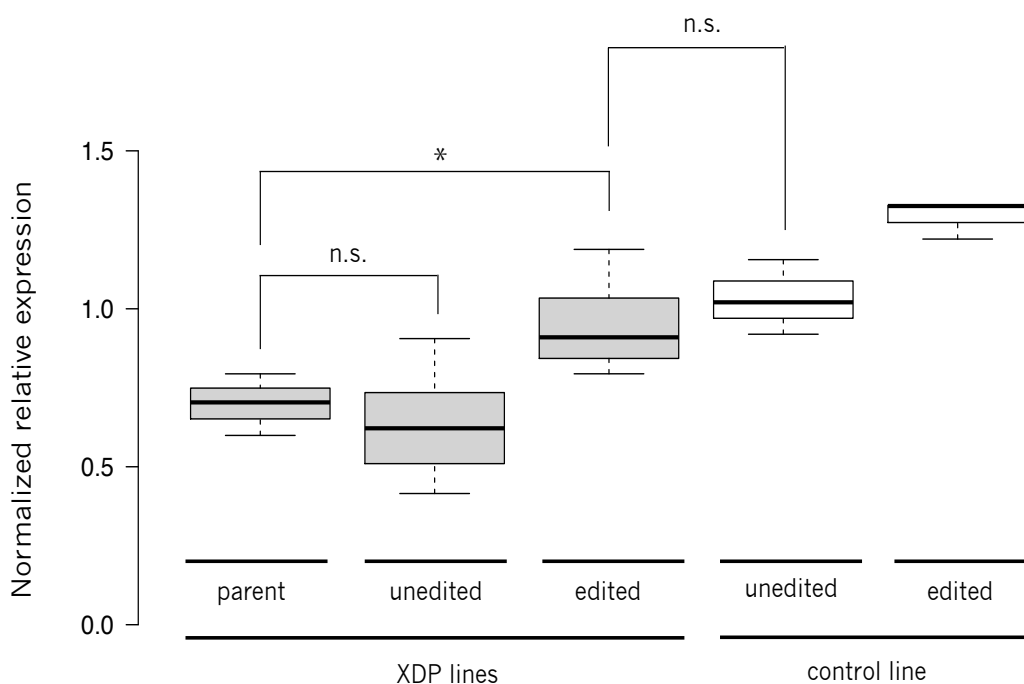 n.s.
*
n.s.
1.5
1.0
0.5
0.0
Normalized relative expression
parent
unedited
edited
unedited
edited
XDP lines
control line